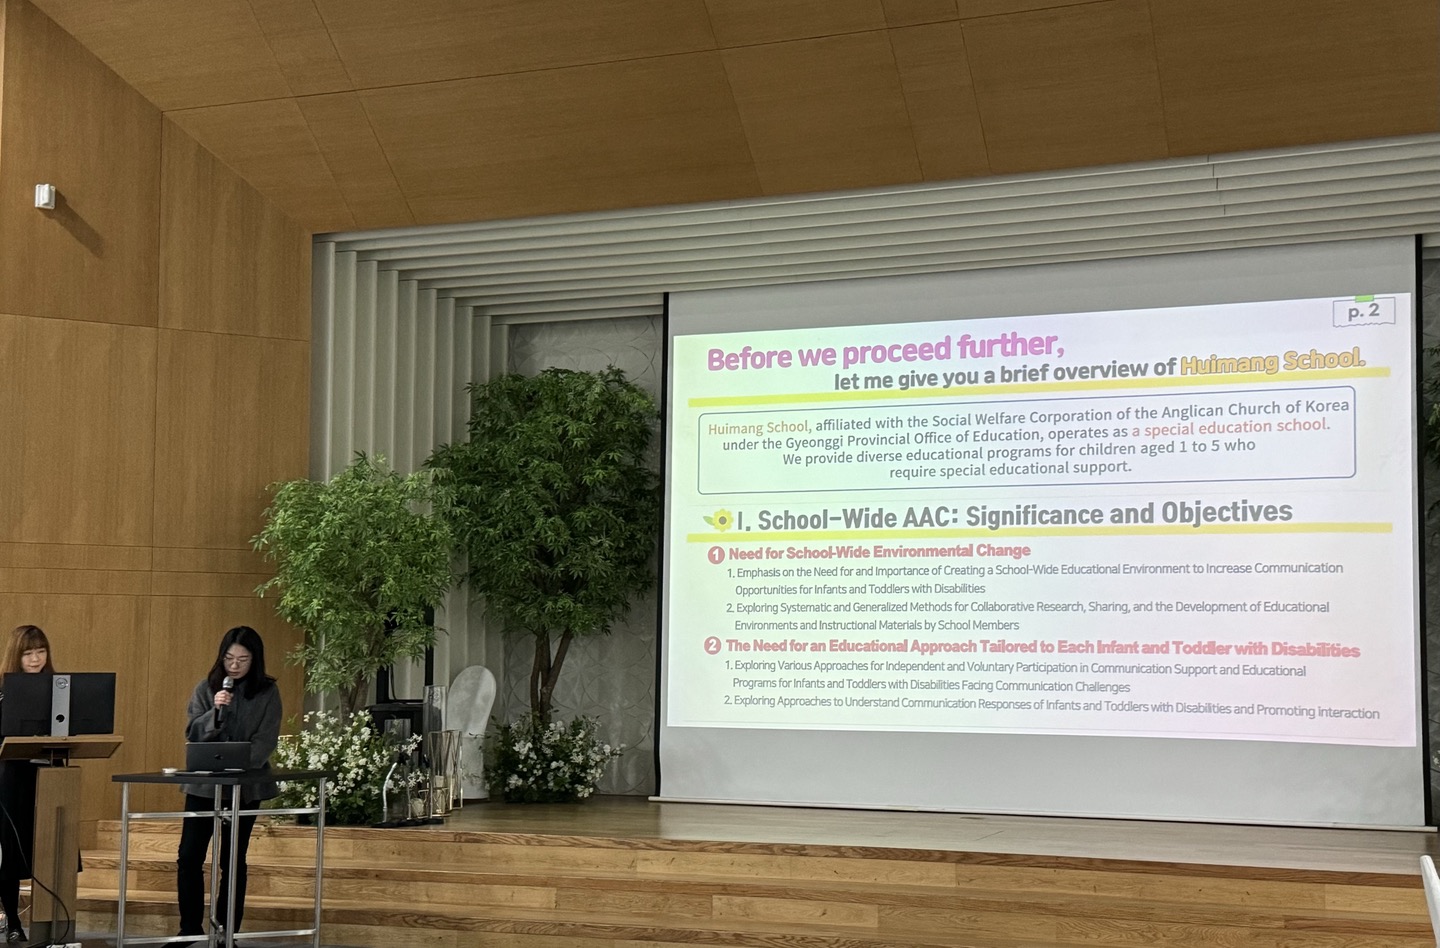 p. 2
Before we proceed further,
let me give you a brief overview of Huimang School.
Huimang School, affiliated with the Social Welfare Corporation of the Anglican Church of Korea
under the Gyeonggi Provincial Office of Education, operates as a special education school.
We provide diverse educational programs for children aged 1 to 5 who
require special educational support.
I. School-Wide AAC: Significance and Objectives
1 Need for School-Wide Environmental Change
1. Emphasis on the Need for and Importance of Creating a School-Wide Educational Environment to Increase Communication
Opportunities for Infants and Toddlers with Disabilities
2. Exploring Systematic and Generalized Methods for Collaborative Research, Sharing, and the Development of Educational
Environments and Instructional Materials by School Members
2 The Need for an Educational Approach Tailored to Each Infant and Toddler with Disabilities
1. Exploring Various Approaches for Independent and Voluntary Participation in Communication Support and Educational
Programs for Infants and Toddlers with Disabilities Facing Communication Challenges
2. Exploring Approaches to Understand Communication Responses of Infants and Toddlers with Disabilities and Promoting Interaction